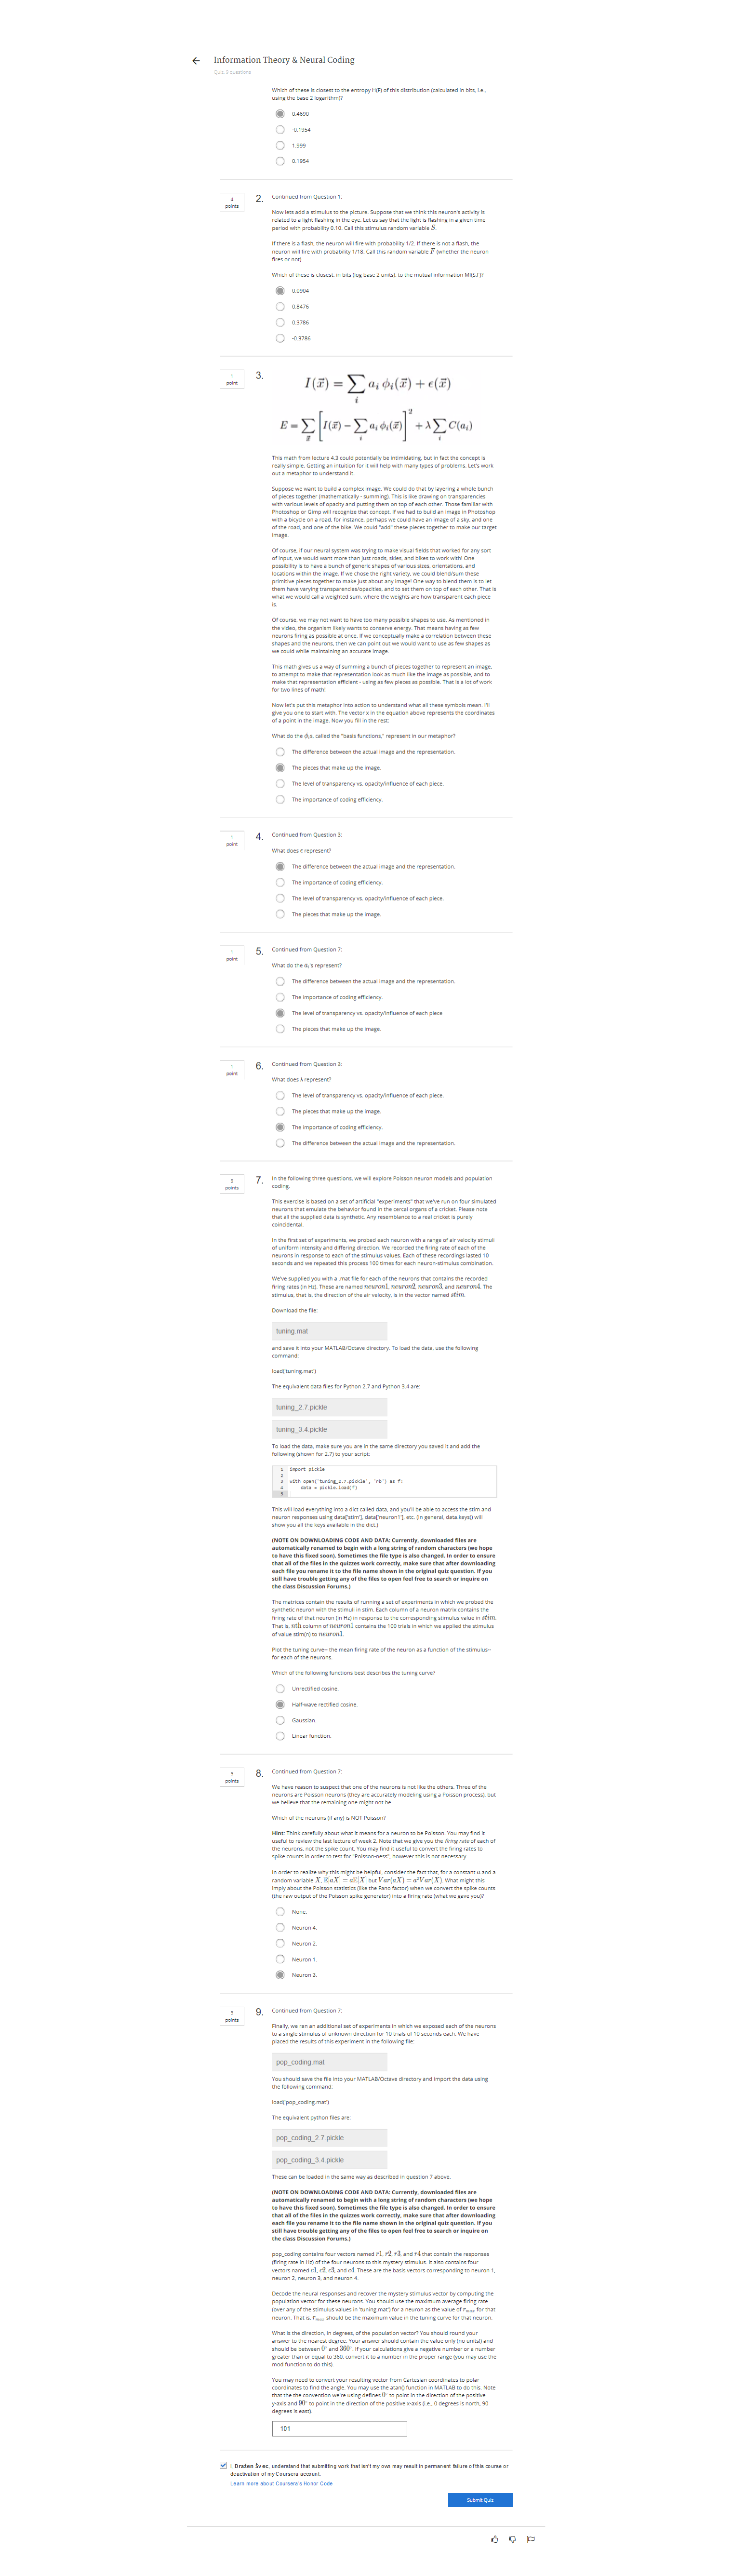 Information Theory & Neural Coding
Quiz, 9 questions
Which of these is closest to the entropy H(F) of this distribution (calculated in bits, i.e.,
using the base 2 logarithm)?
0.4690
-0.1954
1.999
0.1954
4
points
2.
Continued from Question 1:
Now lets add a stimulus to the picture. Suppose that we think this neuron's activity is
related to a light flashing in the eye. Let us say that the light is flashing in a given time
period with probability 0.10. Call this stimulus random variable S.
If there is a flash, the neuron will fire with probability 1/2. If there is not a flash, the
neuron will fire with probability 1/18. Call this random variable F (whether the neuron
fires or not).
Which of these is closest, in bits (log base 2 units), to the mutual information MI(S,F)?
0.0904
0.8476
0.3786
-0.3786
1
point
3.
I(x⃗) = ∑ᵢ aᵢ φᵢ(x⃗) + ϵ(x⃗)
E = ∑ₓ⃗ [I(x⃗) − ∑ᵢ aᵢ φᵢ(x⃗)]² + λ ∑ᵢ C(aᵢ)
This math from lecture 4.3 could potentially be intimidating, but in fact the concept is
really simple. Getting an intuition for it will help with many types of problems. Let's work
out a metaphor to understand it.
Suppose we want to build a complex image. We could do that by layering a whole bunch
of pieces together (mathematically - summing). This is like drawing on transparencies
with various levels of opacity and putting them on top of each other. Those familiar with
Photoshop or Gimp will recognize that concept. If we had to build an image in Photoshop
with a bicycle on a road, for instance, perhaps we could have an image of a sky, and one
of the road, and one of the bike. We could "add" these pieces together to make our target
image.
Of course, if our neural system was trying to make visual fields that worked for any sort
of input, we would want more than just roads, skies, and bikes to work with! One
possibility is to have a bunch of generic shapes of various sizes, orientations, and
locations within the image. If we chose the right variety, we could blend/sum these
primitive pieces together to make just about any image! One way to blend them is to let
them have varying transparencies/opacities, and to set them on top of each other. That is
what we would call a weighted sum, where the weights are how transparent each piece
is.
Of course, we may not want to have too many possible shapes to use. As mentioned in
the video, the organism likely wants to conserve energy. That means having as few
neurons firing as possible at once. If we conceptually make a correlation between these
shapes and the neurons, then we can point out we would want to use as few shapes as
we could while maintaining an accurate image.
This math gives us a way of summing a bunch of pieces together to represent an image,
to attempt to make that representation look as much like the image as possible, and to
make that representation efficient - using as few pieces as possible. That is a lot of work
for two lines of math!
Now let's put this metaphor into action to understand what all these symbols mean. I'll
give you one to start with. The vector x in the equation above represents the coordinates
of a point in the image. Now you fill in the rest:
What do the ϕᵢs, called the "basis functions," represent in our metaphor?
The difference between the actual image and the representation.
The pieces that make up the image.
The level of transparency vs. opacity/influence of each piece.
The importance of coding efficiency.
1
point
4.
Continued from Question 3:
What does ϵ represent?
The difference between the actual image and the representation.
The importance of coding efficiency.
The level of transparency vs. opacity/influence of each piece.
The pieces that make up the image.
1
point
5.
Continued from Question 7:
What do the aᵢ's represent?
The difference between the actual image and the representation.
The importance of coding efficiency.
The level of transparency vs. opacity/influence of each piece
The pieces that make up the image.
1
point
6.
Continued from Question 3:
What does λ represent?
The level of transparency vs. opacity/influence of each piece.
The pieces that make up the image.
The importance of coding efficiency.
The difference between the actual image and the representation.
5
points
7.
In the following three questions, we will explore Poisson neuron models and population
coding.
This exercise is based on a set of artificial "experiments" that we've run on four simulated
neurons that emulate the behavior found in the cercal organs of a cricket. Please note
that all the supplied data is synthetic. Any resemblance to a real cricket is purely
coincidental.
In the first set of experiments, we probed each neuron with a range of air velocity stimuli
of uniform intensity and differing direction. We recorded the firing rate of each of the
neurons in response to each of the stimulus values. Each of these recordings lasted 10
seconds and we repeated this process 100 times for each neuron-stimulus combination.
We've supplied you with a .mat file for each of the neurons that contains the recorded
firing rates (in Hz). These are named neuron1, neuron2, neuron3, and neuron4. The
stimulus, that is, the direction of the air velocity, is in the vector named stim.
Download the file:
tuning.mat
and save it into your MATLAB/Octave directory. To load the data, use the following
command:
load('tuning.mat')
The equivalent data files for Python 2.7 and Python 3.4 are:
tuning_2.7.pickle
tuning_3.4.pickle
To load the data, make sure you are in the same directory you saved it and add the
following (shown for 2.7) to your script:
1 import pickle
2
3 with open('tuning_2.7.pickle', 'rb') as f:
4 data = pickle.load(f)
5
This will load everything into a dict called data, and you'll be able to access the stim and
neuron responses using data['stim'], data['neuron1'], etc. (In general, data.keys() will
show you all the keys available in the dict.)
(NOTE ON DOWNLOADING CODE AND DATA: Currently, downloaded files are
automatically renamed to begin with a long string of random characters (we hope
to have this fixed soon). Sometimes the file type is also changed. In order to ensure
that all of the files in the quizzes work correctly, make sure that after downloading
each file you rename it to the file name shown in the original quiz question. If you
still have trouble getting any of the files to open feel free to search or inquire on
the class Discussion Forums.)
The matrices contain the results of running a set of experiments in which we probed the
synthetic neuron with the stimuli in stim. Each column of a neuron matrix contains the
firing rate of that neuron (in Hz) in response to the corresponding stimulus value in stim.
That is, nth column of neuron1 contains the 100 trials in which we applied the stimulus
of value stim(n) to neuron1.
Plot the tuning curve-- the mean firing rate of the neuron as a function of the stimulus--
for each of the neurons.
Which of the following functions best describes the tuning curve?
Unrectified cosine.
Half-wave rectified cosine.
Gaussian.
Linear function.
5
points
8.
Continued from Question 7:
We have reason to suspect that one of the neurons is not like the others. Three of the
neurons are Poisson neurons (they are accurately modeling using a Poisson process), but
we believe that the remaining one might not be.
Which of the neurons (if any) is NOT Poisson?
Hint: Think carefully about what it means for a neuron to be Poisson. You may find it
useful to review the last lecture of week 2. Note that we give you the firing rate of each of
the neurons, not the spike count. You may find it useful to convert the firing rates to
spike counts in order to test for "Poisson-ness", however this is not necessary.
In order to realize why this might be helpful, consider the fact that, for a constant a and a
random variable X, 𝔼[aX] = a𝔼[X] but Var(aX) = a²Var(X). What might this
imply about the Poisson statistics (like the Fano factor) when we convert the spike counts
(the raw output of the Poisson spike generator) into a firing rate (what we gave you)?
None.
Neuron 4.
Neuron 2.
Neuron 1.
Neuron 3.
5
points
9.
Continued from Question 7:
Finally, we ran an additional set of experiments in which we exposed each of the neurons
to a single stimulus of unknown direction for 10 trials of 10 seconds each. We have
placed the results of this experiment in the following file:
pop_coding.mat
You should save the file into your MATLAB/Octave directory and import the data using
the following command:
load('pop_coding.mat')
The equivalent python files are:
pop_coding_2.7.pickle
pop_coding_3.4.pickle
These can be loaded in the same way as described in question 7 above.
(NOTE ON DOWNLOADING CODE AND DATA: Currently, downloaded files are
automatically renamed to begin with a long string of random characters (we hope
to have this fixed soon). Sometimes the file type is also changed. In order to ensure
that all of the files in the quizzes work correctly, make sure that after downloading
each file you rename it to the file name shown in the original quiz question. If you
still have trouble getting any of the files to open feel free to search or inquire on
the class Discussion Forums.)
pop_coding contains four vectors named r1, r2, r3, and r4 that contain the responses
(firing rate in Hz) of the four neurons to this mystery stimulus. It also contains four
vectors named c1, c2, c3, and c4. These are the basis vectors corresponding to neuron 1,
neuron 2, neuron 3, and neuron 4.
Decode the neural responses and recover the mystery stimulus vector by computing the
population vector for these neurons. You should use the maximum average firing rate
(over any of the stimulus values in 'tuning.mat') for a neuron as the value of rmax for that
neuron. That is, rmax should be the maximum value in the tuning curve for that neuron.
What is the direction, in degrees, of the population vector? You should round your
answer to the nearest degree. Your answer should contain the value only (no units!) and
should be between 0° and 360°. If your calculations give a negative number or a number
greater than or equal to 360, convert it to a number in the proper range (you may use the
mod function to do this).
You may need to convert your resulting vector from Cartesian coordinates to polar
coordinates to find the angle. You may use the atan() function in MATLAB to do this. Note
that the the convention we're using defines 0° to point in the direction of the positive
y-axis and 90° to point in the direction of the positive x-axis (i.e., 0 degrees is north, 90
degrees is east).
101
I, Dražen Švec, understand that submitting work that isn't my own may result in permanent failure of this course or
deactivation of my Coursera account.
Learn more about Coursera's Honor Code
Submit Quiz